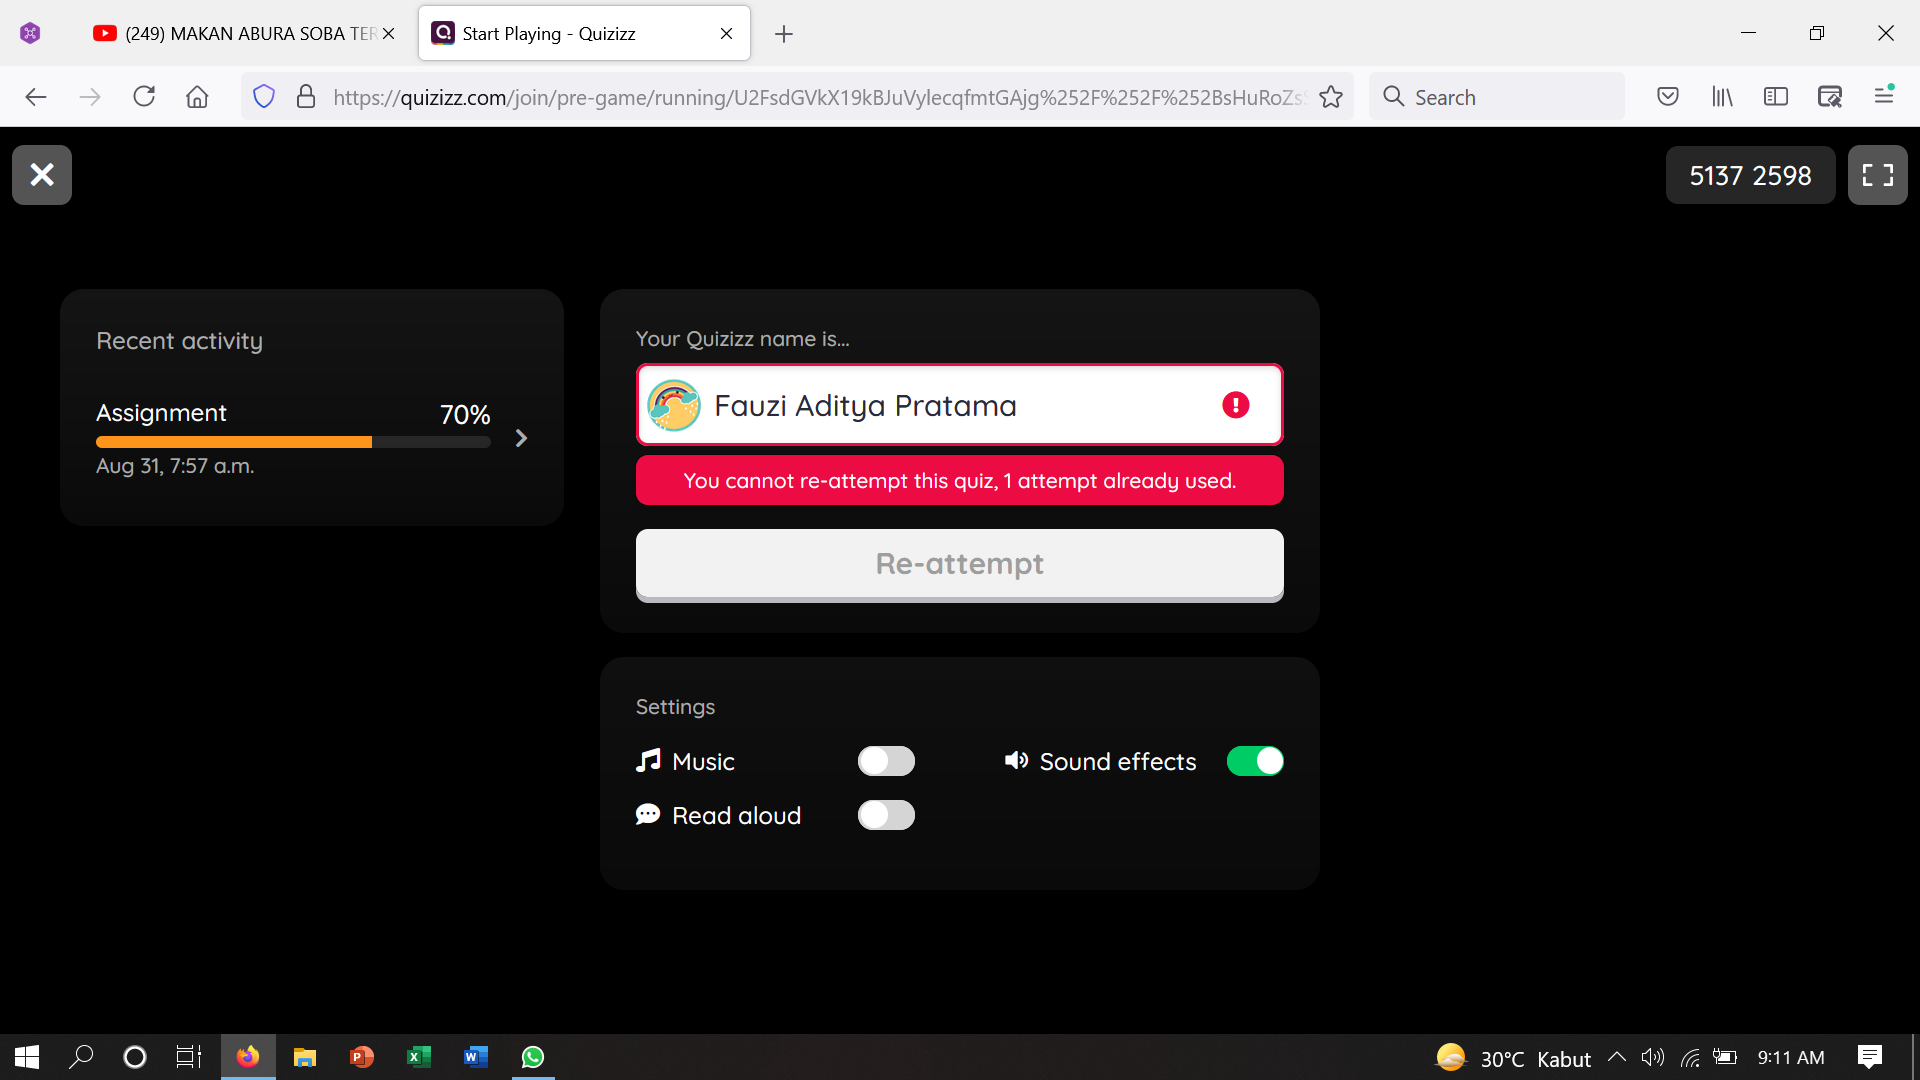 (249) MAKAN ABURA SOBA TER
Start Playing - Quizizz
https://quizizz.com/join/pre-game/running/U2FsdGVkX19kBJuVylecqfmtGAjg%252F%252F%252BsHuRoZs
Search
5137 2598
Recent activity
Assignment 70%
Aug 31, 7:57 a.m.
Your Quizizz name is...
Fauzi Aditya Pratama
You cannot re-attempt this quiz, 1 attempt already used.
Re-attempt
Settings
Music
Sound effects
Read aloud
30°C Kabut
9:11 AM